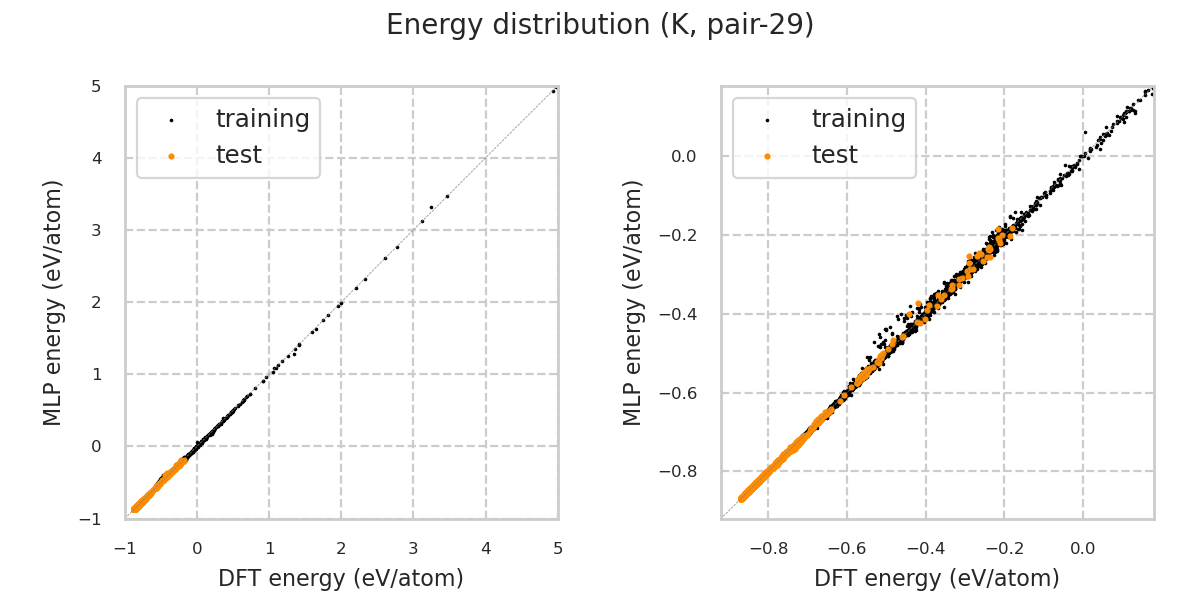 Energy distribution (K, pair-29)
MLP energy (eV/atom)
5
4
3
2
1
0
−1
training
test
−1
0
1
2
3
4
5
DFT energy (eV/atom)
MLP energy (eV/atom)
0.0
−0.2
−0.4
−0.6
−0.8
training
test
−0.8
−0.6
−0.4
−0.2
0.0
DFT energy (eV/atom)